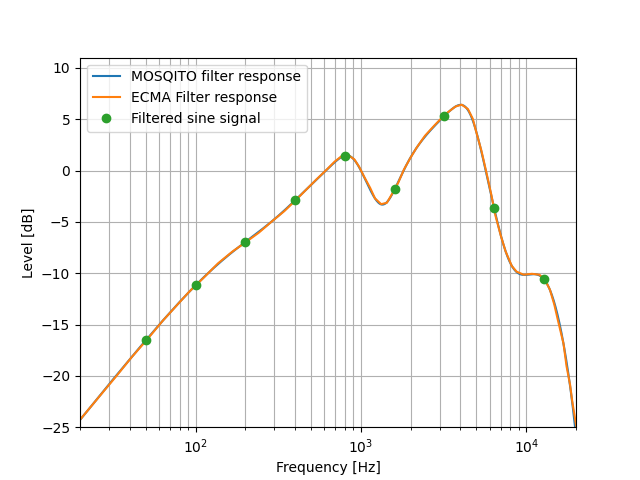 MOSQITO filter response
ECMA Filter response
Filtered sine signal
Level [dB]
10
5
0
−5
−10
−15
−20
−25
10²
10³
10⁴
Frequency [Hz]